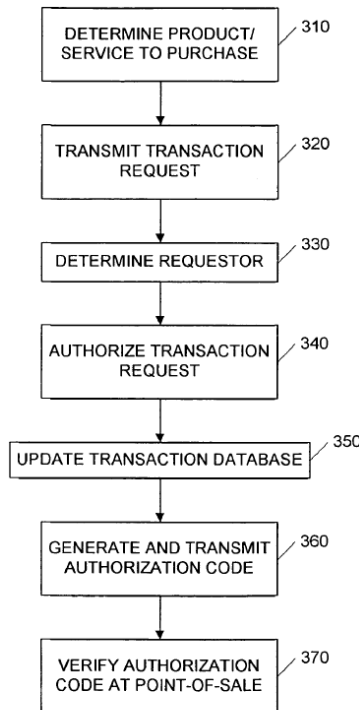 DETERMINE PRODUCT/
SERVICE TO PURCHASE
310
TRANSMIT TRANSACTION
REQUEST
320
DETERMINE REQUESTOR
330
AUTHORIZE TRANSACTION
REQUEST
340
UPDATE TRANSACTION DATABASE
350
GENERATE AND TRANSMIT
AUTHORIZATION CODE
360
VERIFY AUTHORIZATION
CODE AT POINT-OF-SALE
370